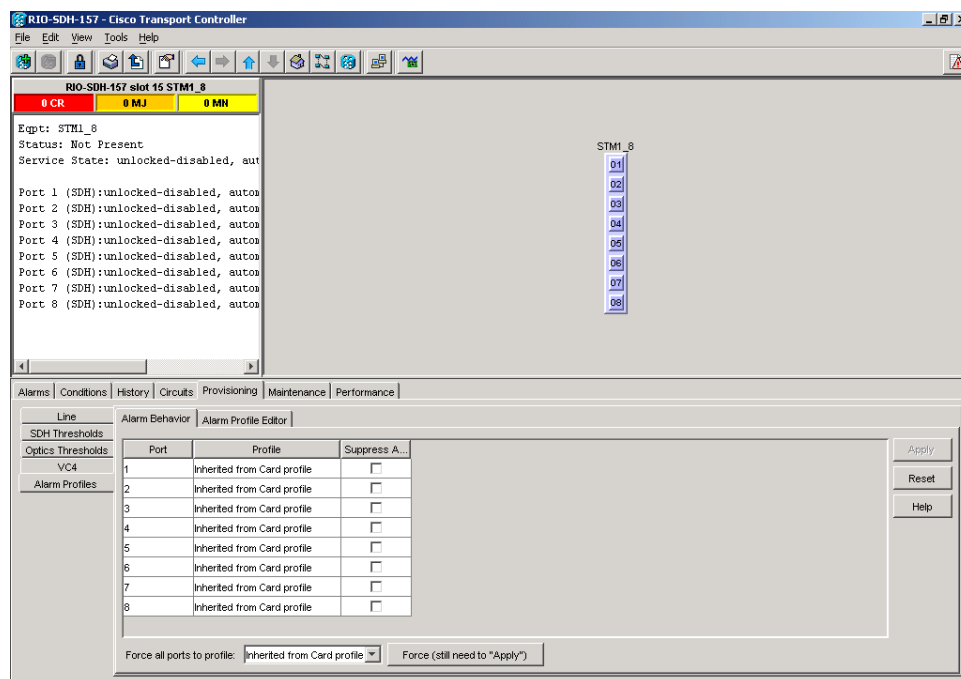 RIO-SDH-157 - Cisco Transport Controller
File Edit View Tools Help
RIO-SDH-157 slot 15 STM1_8
0 CR 0 MJ 0 MN
Eqpt: STM1_8
Status: Not Present
Service State: unlocked-disabled, aut
Port 1 (SDH):unlocked-disabled, autom
Port 2 (SDH):unlocked-disabled, autom
Port 3 (SDH):unlocked-disabled, autom
Port 4 (SDH):unlocked-disabled, autom
Port 5 (SDH):unlocked-disabled, autom
Port 6 (SDH):unlocked-disabled, autom
Port 7 (SDH):unlocked-disabled, autom
Port 8 (SDH):unlocked-disabled, autom
STM1_8
01
02
03
04
05
06
07
08
Alarms Conditions History Circuits Provisioning Maintenance Performance
Line
SDH Thresholds
Optics Thresholds
VC4
Alarm Profiles
Alarm Behavior Alarm Profile Editor
Port Profile Suppress A...
1 Inherited from Card profile
2 Inherited from Card profile
3 Inherited from Card profile
4 Inherited from Card profile
5 Inherited from Card profile
6 Inherited from Card profile
7 Inherited from Card profile
8 Inherited from Card profile
Apply
Reset
Help
Force all ports to profile: Inherited from Card profile Force (still need to "Apply")